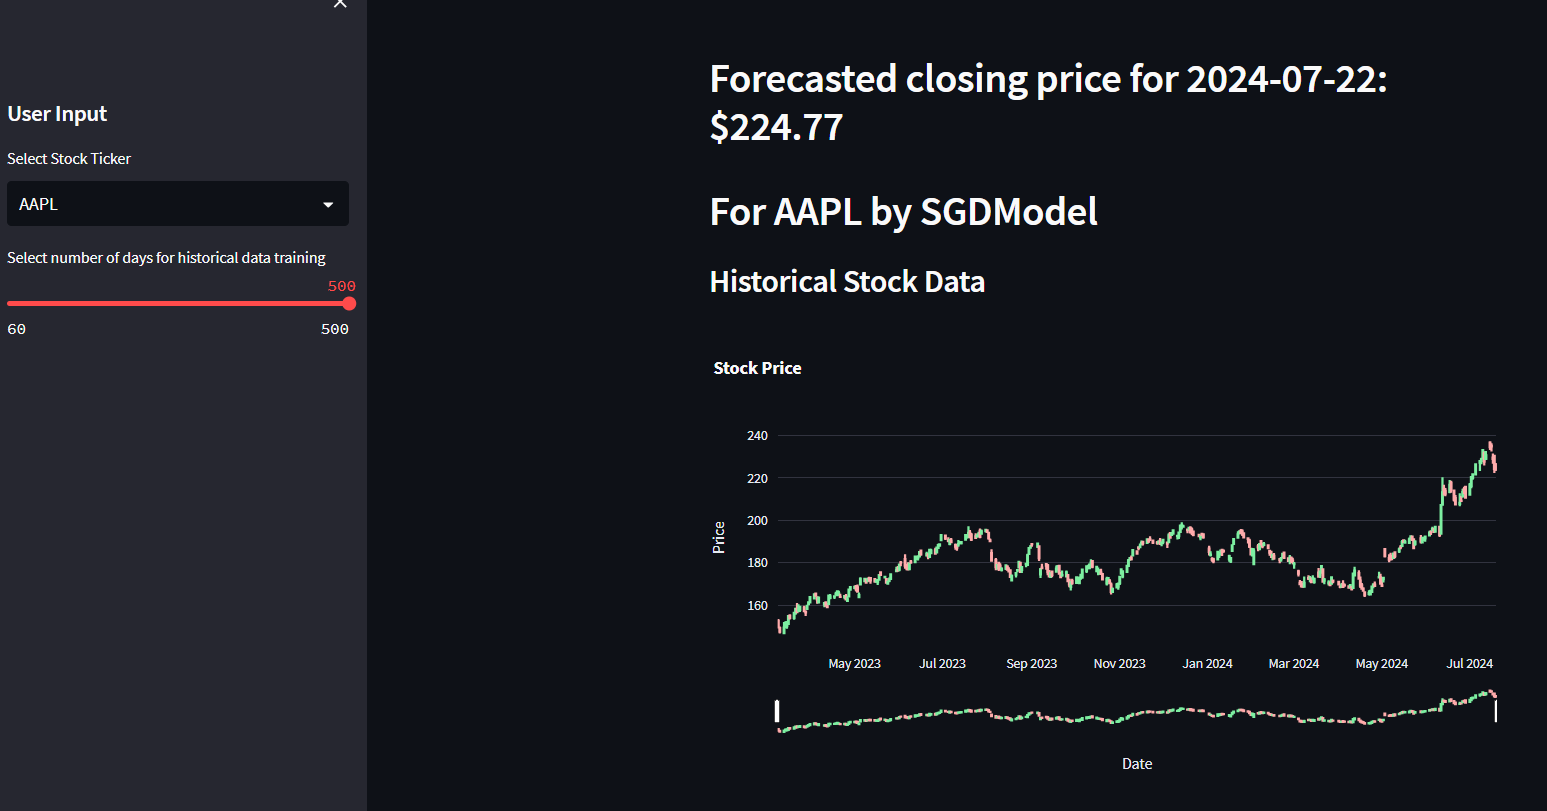 User Input
Select Stock Ticker
AAPL
Select number of days for historical data training
500
60
500
Forecasted closing price for 2024-07-22:
$224.77
For AAPL by SGDModel
Historical Stock Data
Stock Price
240
220
200
180
160
Price
May 2023
Jul 2023
Sep 2023
Nov 2023
Jan 2024
Mar 2024
May 2024
Jul 2024
Date